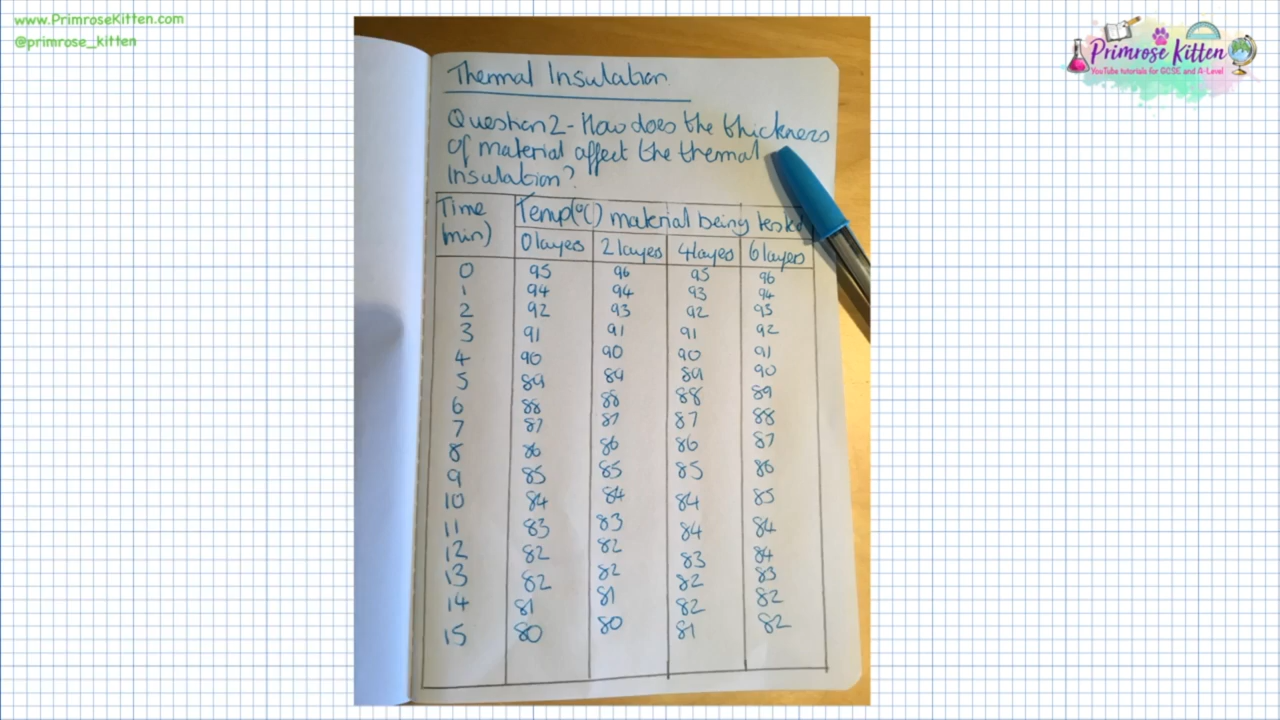 www.PrimroseKitten.com
@primrose_kitten
Primrose Kitten
YouTube tutorials for GCSE and A-Level
Thermal Insulation
Question 2 - How does the thickness
of material affect the thermal
Insulation?
Time Temp(°C) material being tested
min) 0 layers 2 layers 4 layers 6 layers
0 95 96 95 96
1 94 94 93 94
2 92 93 92 93
3 91 91 91 92
4 90 90 90 91
5 89 89 89 90
6 88 88 88 89
7 87 87 87 88
8 86 86 86 87
9 85 85 85 86
10 84 84 84 85
11 83 83 84 84
12 82 82 83 84
13 82 82 82 83
14 81 81 82 82
15 80 80 81 82